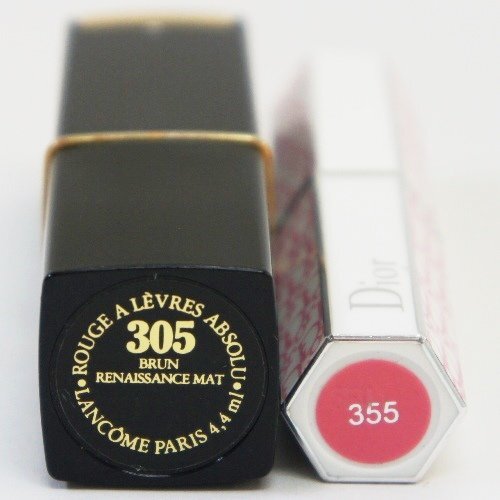 • ROUGE A LÈVRES ABSOLU •
305
BRUN
RENAISSANCE MAT
LANCÔME PARIS 4,4 ml
Dior
355